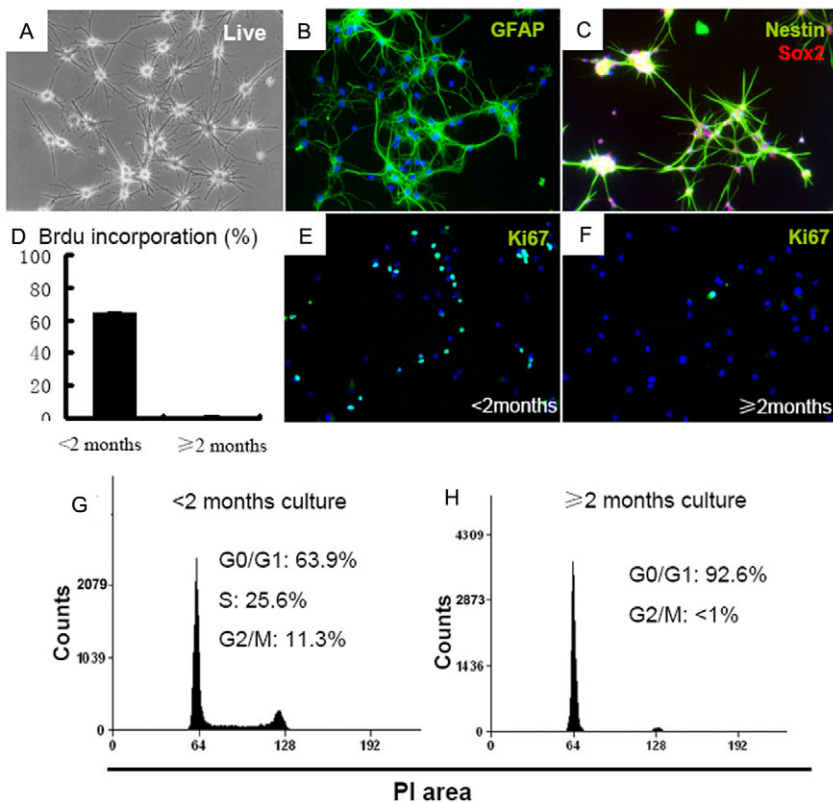 A
Live
B
GFAP
C
Nestin
Sox2
D Brdu incorporation (%)
100
80
60
40
20
0
<2 months
⩾2 months
E
Ki67
<2months
F
Ki67
⩾2months
G
<2 months culture
G0/G1: 63.9%
S: 25.6%
G2/M: 11.3%
Counts
2079
1039
0
0 64 128 192
H
⩾2 months culture
G0/G1: 92.6%
G2/M: <1%
Counts
4309
2873
1436
0
0 64 128 192
PI area